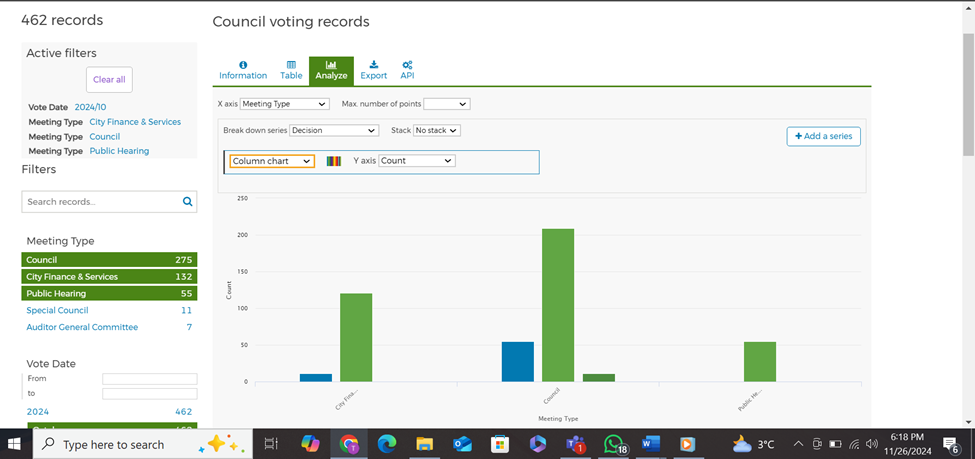 462 records
Council voting records
Active filters
Clear all
Vote Date 2024/10
Meeting Type City Finance & Services
Meeting Type Council
Meeting Type Public Hearing
Filters
Search records...
Meeting Type
Council 275
City Finance & Services 132
Public Hearing 55
Special Council 11
Auditor General Committee 7
Vote Date
From
to
2024 462
Information Table Analyze Export API
X axis Meeting Type Max. number of points
Break down series Decision Stack No stack
+ Add a series
Column chart Y axis Count
250
200
150
100
50
0
Count
City Fina...
Council
Public He...
Meeting Type
Type here to search
1
18
3°C
6:18 PM
11/26/2024
6